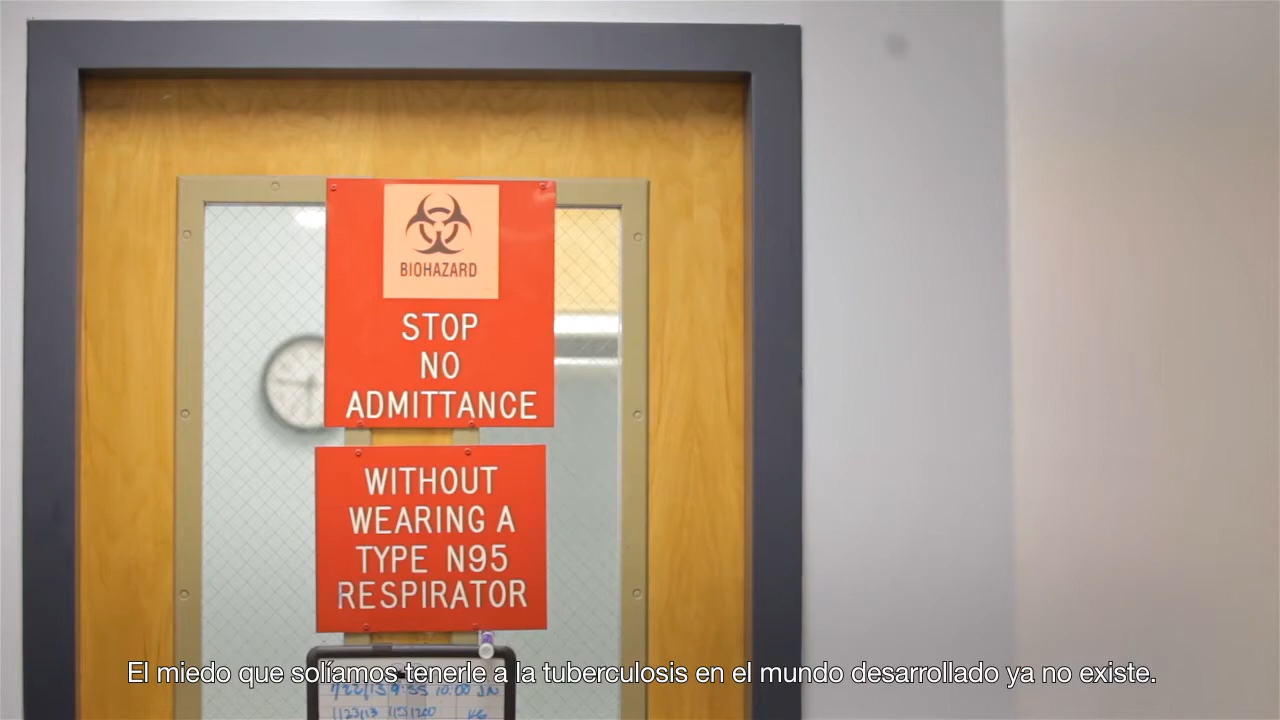 BIOHAZARD
STOP
NO
ADMITTANCE
WITHOUT
WEARING A
TYPE N95
RESPIRATOR
El miedo que solíamos tenerle a la tuberculosis en el mundo desarrollado ya no existe.